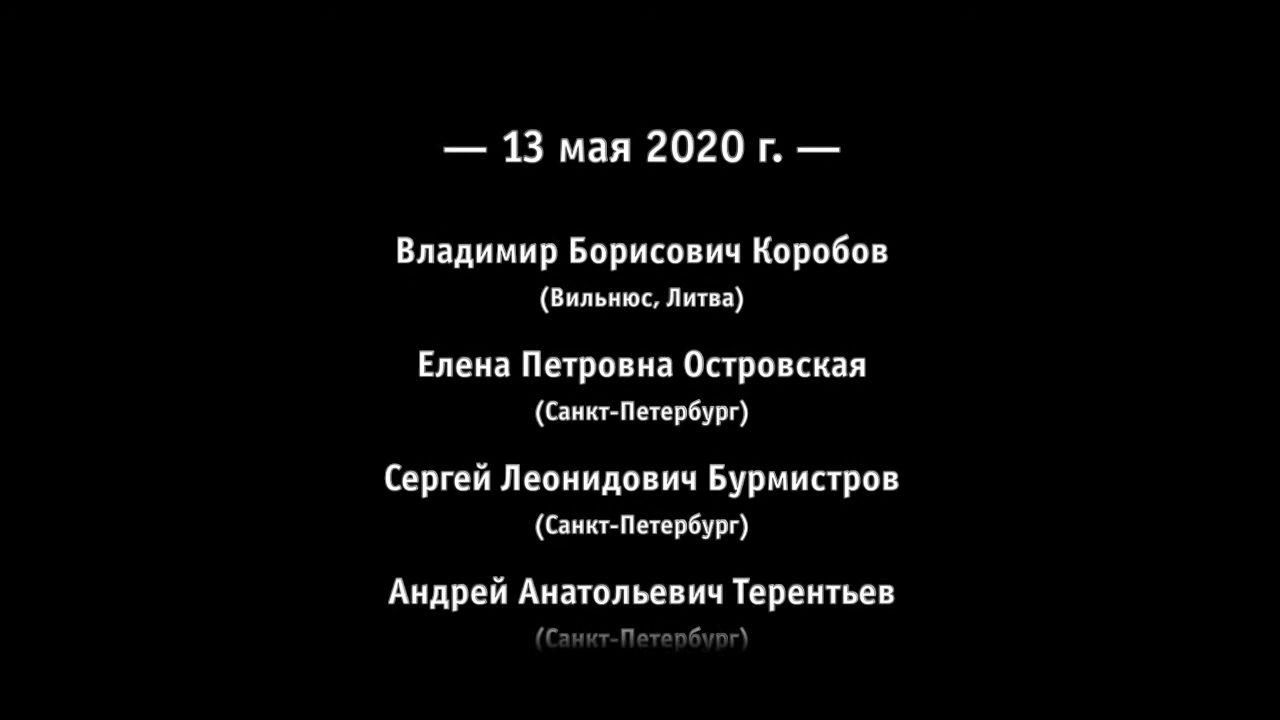 — 13 мая 2020 г. —
Владимир Борисович Коробов
(Вильнюс, Литва)
Елена Петровна Островская
(Санкт-Петербург)
Сергей Леонидович Бурмистров
(Санкт-Петербург)
Андрей Анатольевич Терентьев
(Санкт-Петербург)